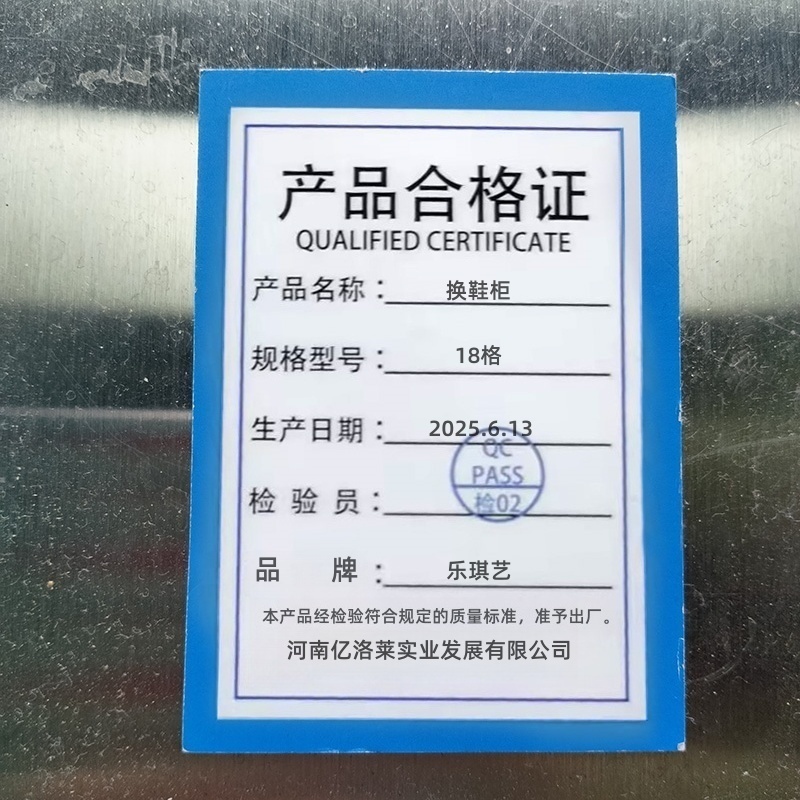 产品合格证
QUALIFIED CERTIFICATE
产品名称：换鞋柜
规格型号：18格
生产日期：2025.6.13
QC
PASS
检验员：检02
品 牌：乐琪艺
本产品经检验符合规定的质量标准，准予出厂。
河南亿洛莱实业发展有限公司